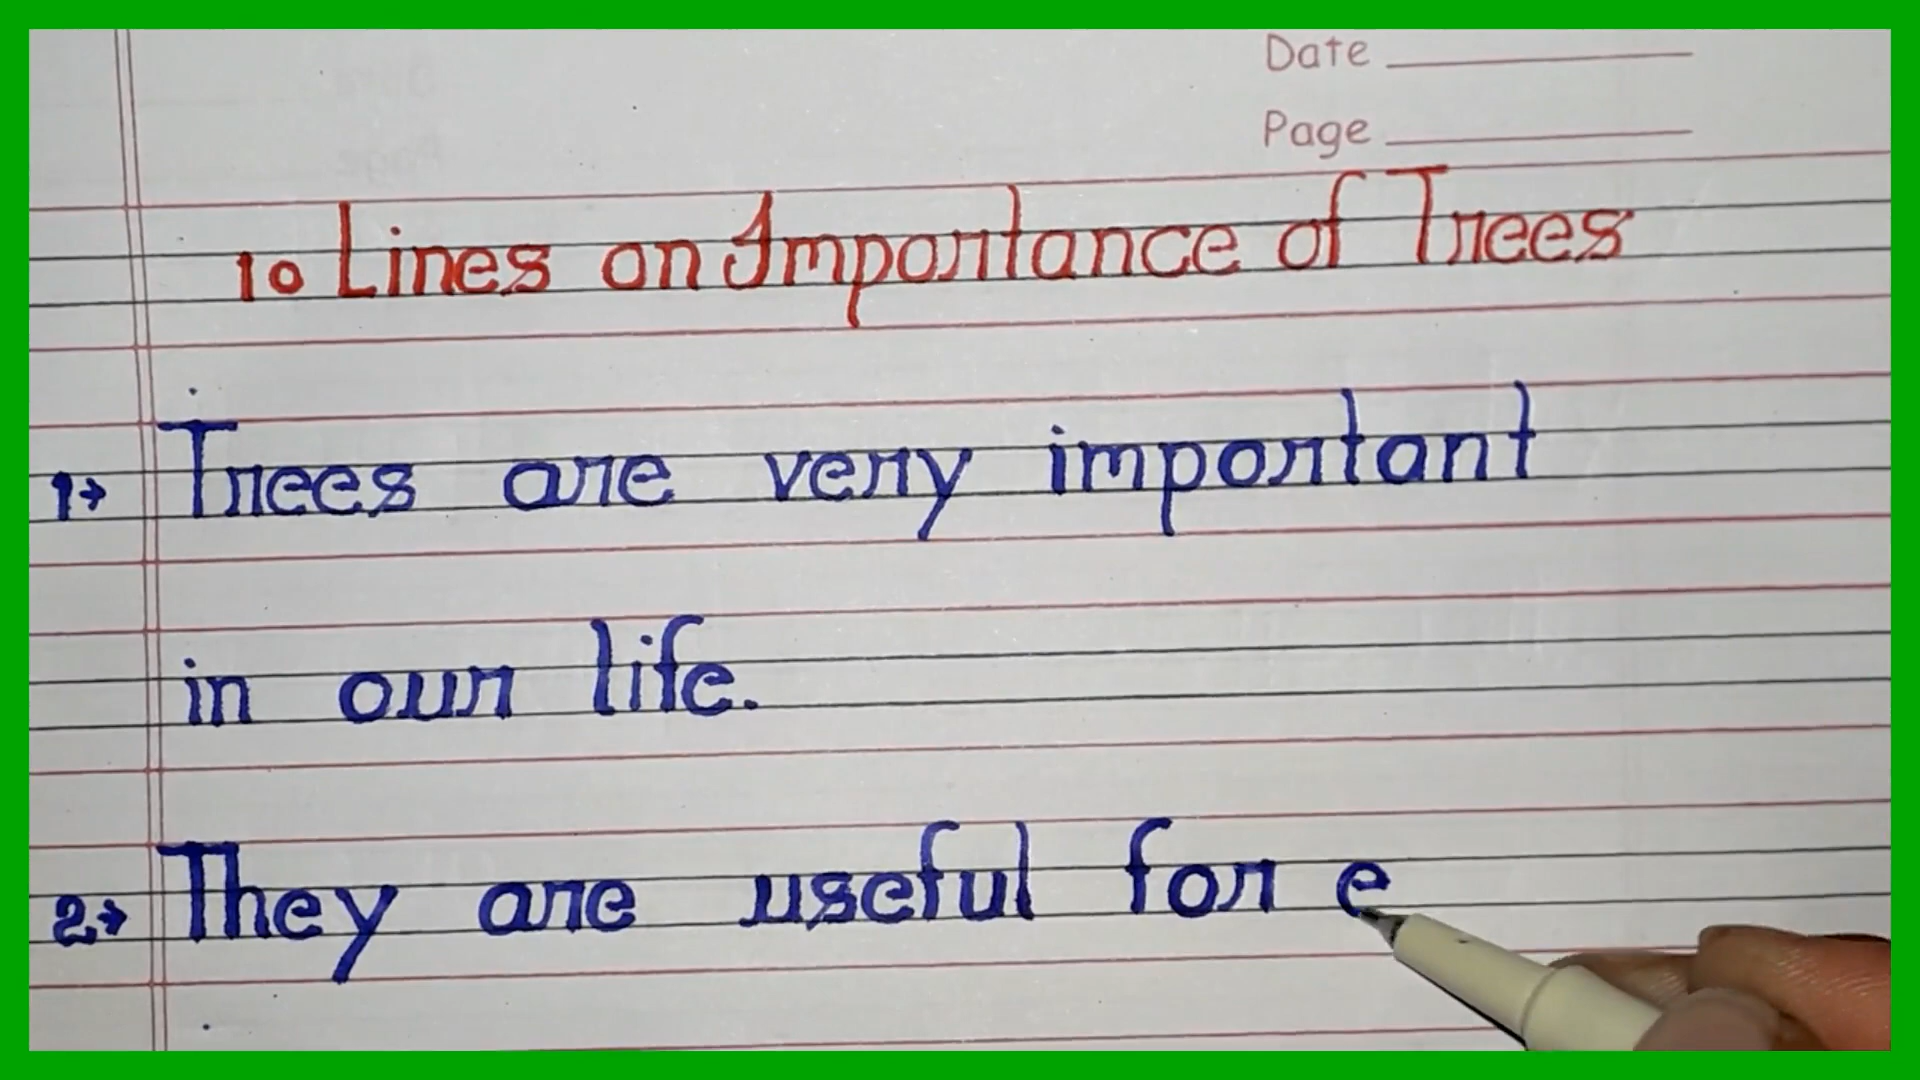 Date
Page
10 Lines on Importance of Trees
1→ Trees are very important
in our life.
2→ They are useful for e